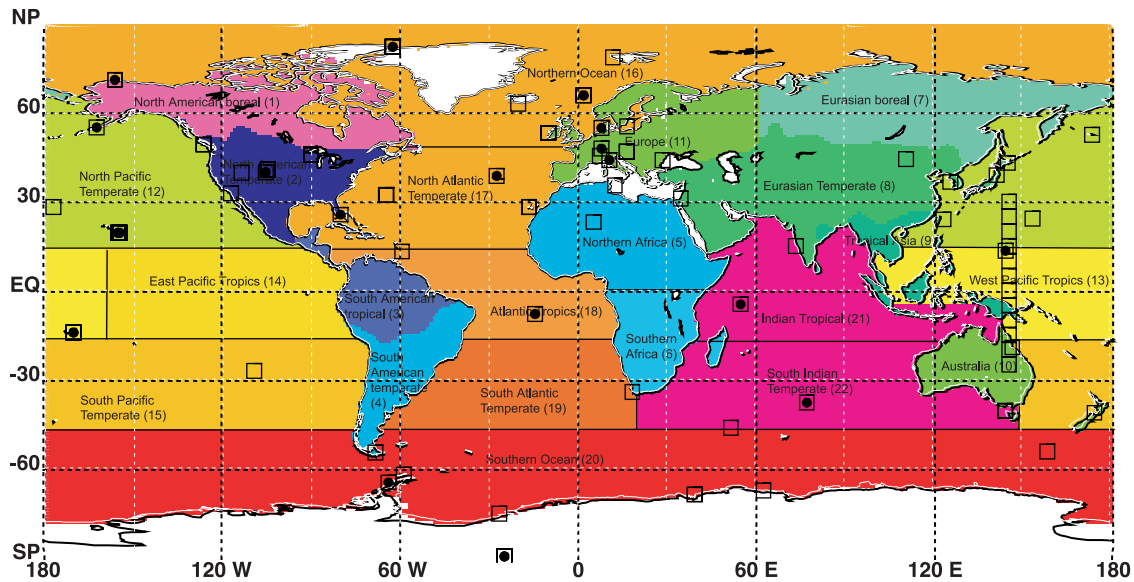 NP
Northern Ocean (16)
North American boreal (1)
Eurasian boreal (7)
60
Europe (11)
North American
Temperate (2)
North Pacific
Temperate (12)
North Atlantic
Temperate (17)
Eurasian Temperate (8)
30
Northern Africa (5)
Tropical Asia (9)
East Pacific Tropics (14)
West Pacific Tropics (13)
EQ
South American
tropical (3)
Atlantic Tropics (18)
Indian Tropical (21)
Southern
Africa (6)
South
American
temperate
(4)
Australia (10)
South Indian
Temperate (22)
-30
South Pacific
Temperate (15)
South Atlantic
Temperate (19)
Southern Ocean (20)
-60
SP
180 120 W 60 W 0 60 E 120 E 180